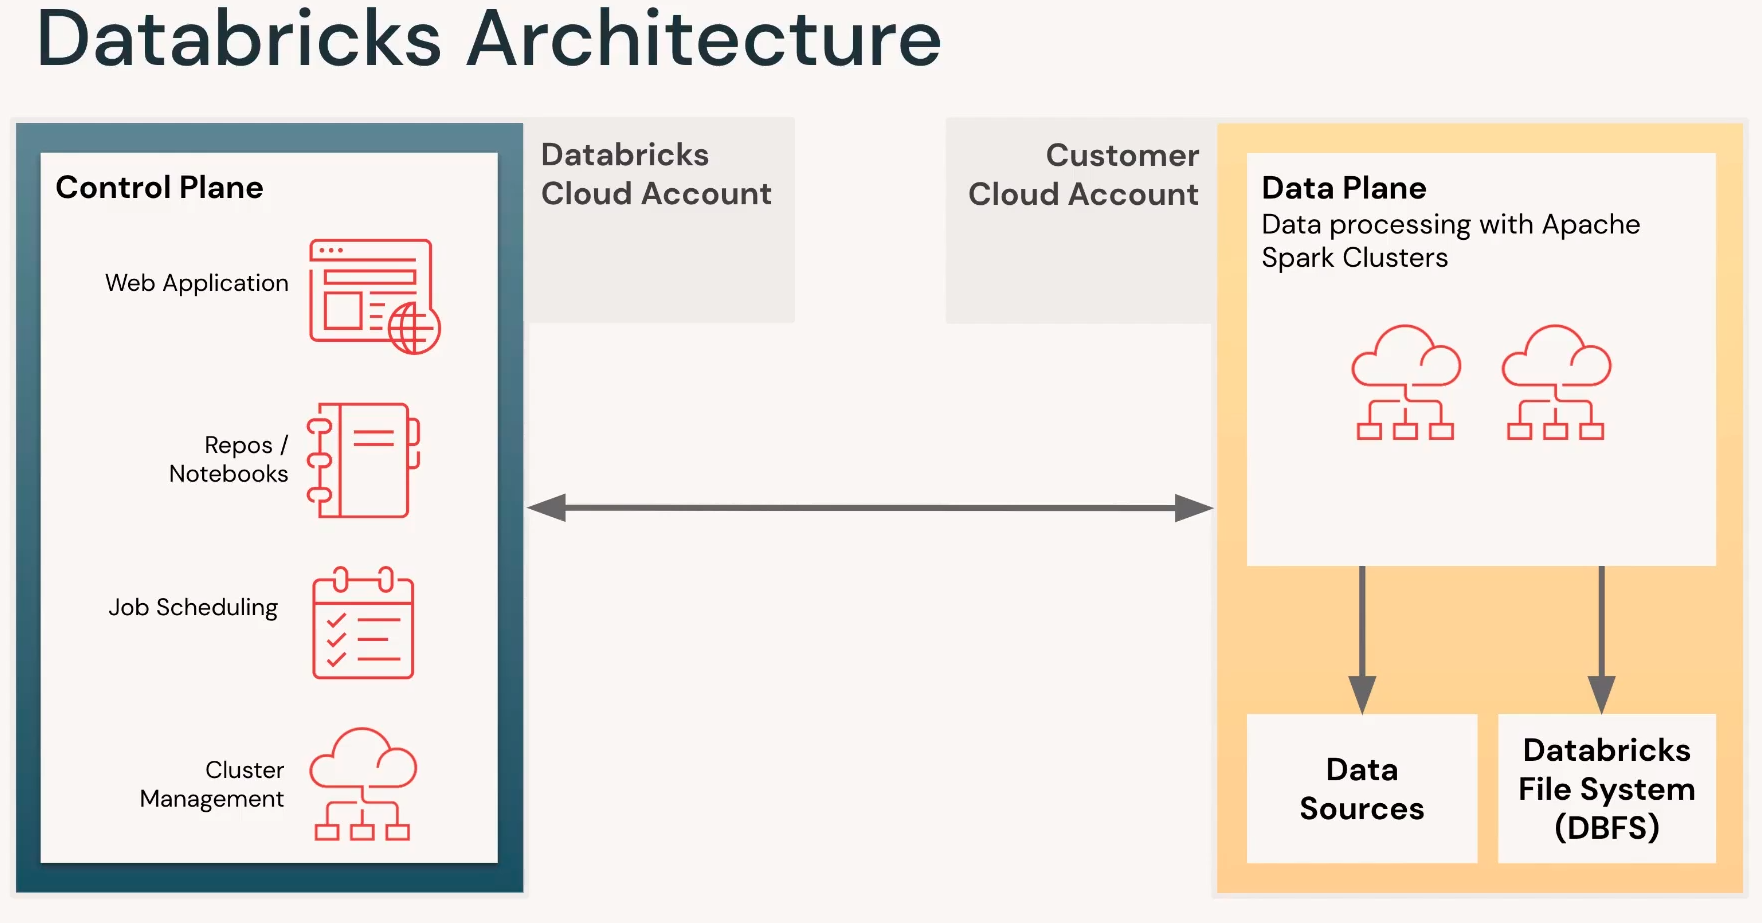 Databricks Architecture
Control Plane
Web Application
Repos /
Notebooks
Job Scheduling
Cluster
Management
Databricks
Cloud Account
Customer
Cloud Account
Data Plane
Data processing with Apache
Spark Clusters
Data
Sources
Databricks
File System
(DBFS)